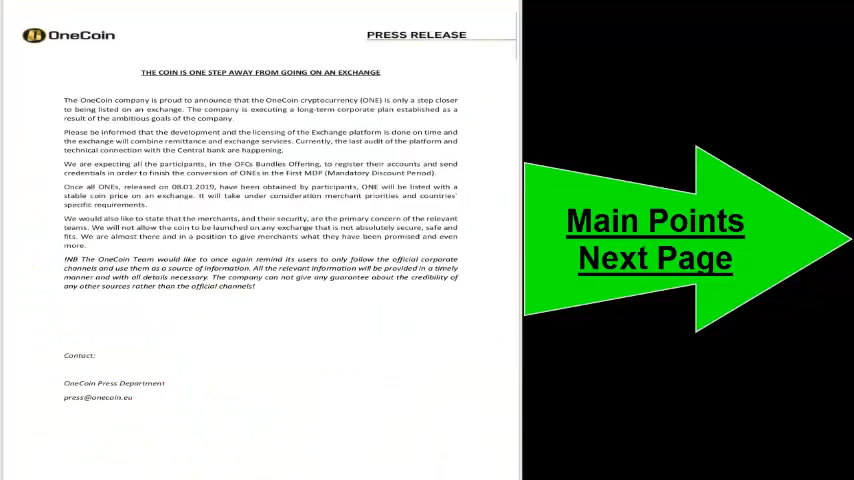 OneCoin
PRESS RELEASE
THE COIN IS ONE STEP AWAY FROM GOING ON AN EXCHANGE
The OneCoin company is proud to announce that the OneCoin cryptocurrency (ONE) is only a step closer
to being listed on an exchange. The company is executing a long-term corporate plan established as a
result of the ambitious goals of the company.
Please be informed that the development and the licensing of the Exchange platform is done on time and
the exchange will combine remittance and exchange services. Currently, the last audit of the platform and
technical connection with the Central bank are happening.
We are expecting all the participants, in the OFCs Bundles Offering, to register their accounts and send
credentials in order to finish the conversion of ONEs in the First MDP (Mandatory Discount Period).
Once all ONEs, released on 08.01.2019, have been obtained by participants, ONE will be listed with a
stable coin price on an exchange. It will take under consideration merchant priorities and countries'
specific requirements.
We would also like to state that the merchants, and their security, are the primary concern of the relevant
teams. We will not allow the coin to be launched on any exchange that is not absolutely secure, safe and
fits. We are almost there and in a position to give merchants what they have been promised and even
more.
!NB The OneCoin Team would like to once again remind its users to only follow the official corporate
channels and use them as a source of information. All the relevant information will be provided in a timely
manner and with all details necessary. The company can not give any guarantee about the credibility of
any other sources rather than the official channels!
Contact:
OneCoin Press Department
press@onecoin.eu
Main Points
Next Page